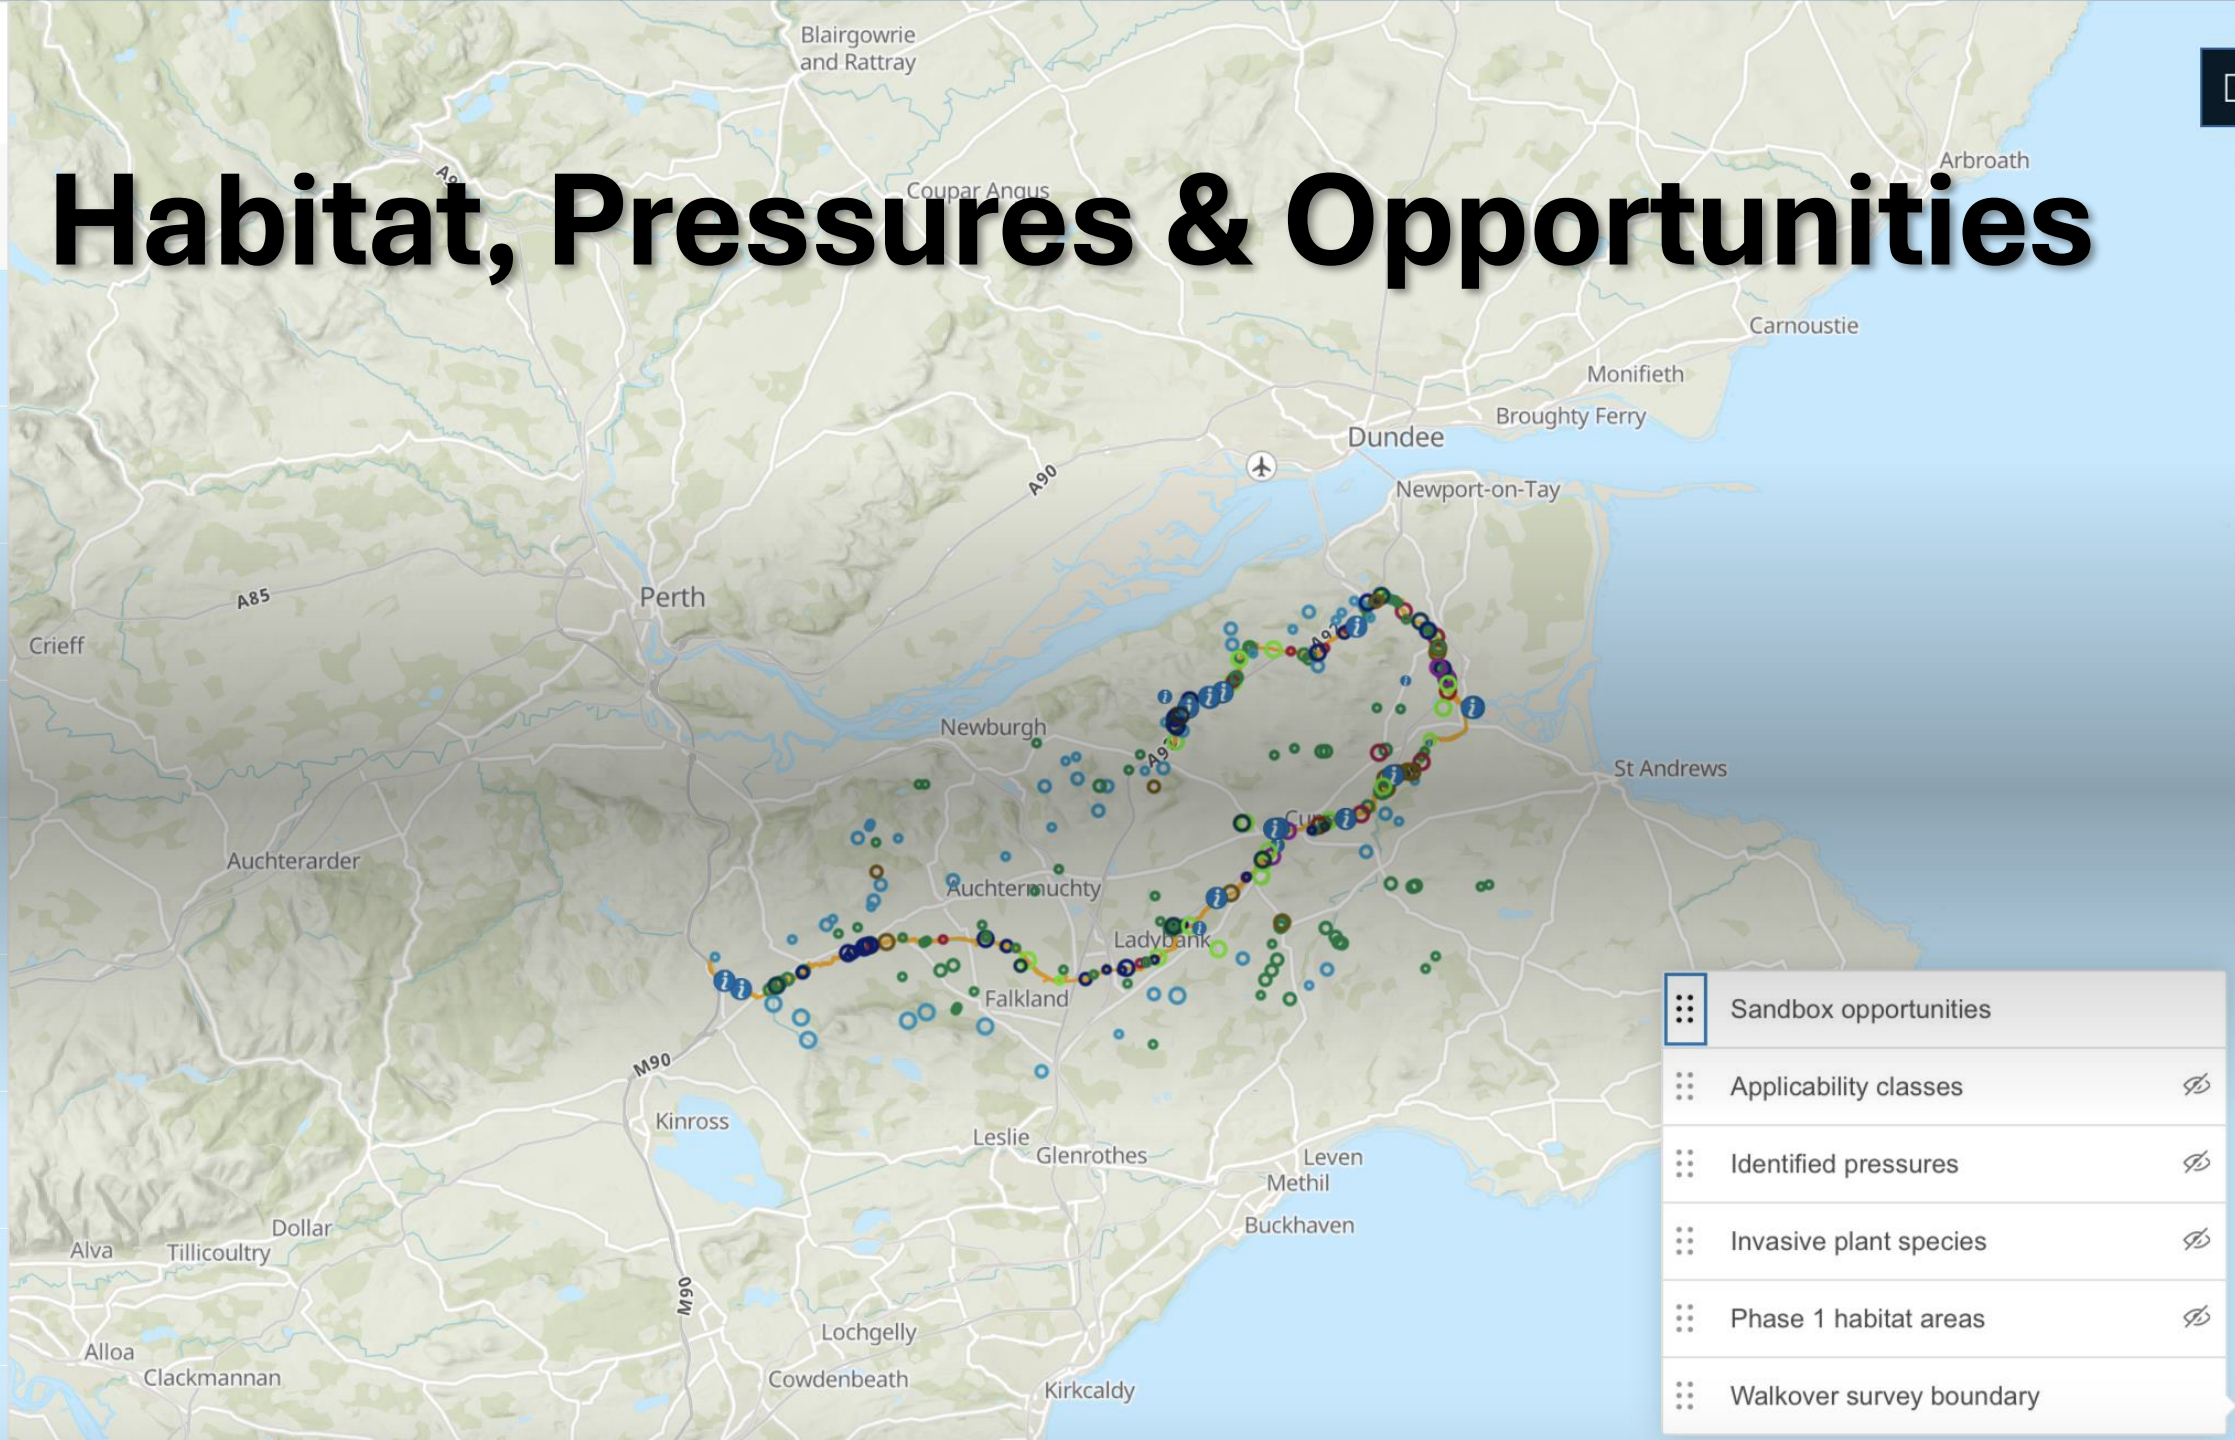 Blairgowrie
and Rattray
Arbroath
Coupar Angus
Habitat, Pressures & Opportunities
Carnoustie
Monifieth
Broughty Ferry
Dundee
A90
Newport-on-Tay
Perth
A85
Crieff
A92
Newburgh
St Andrews
Auchterarder
Auchtermuchty
Ladybank
Falkland
M90
Kinross
Leslie
Glenrothes
Leven
Methil
Buckhaven
Dollar
Alva
Tillicoultry
M90
Lochgelly
Alloa
Clackmannan
Cowdenbeath
Kirkcaldy
Sandbox opportunities
Applicability classes
Identified pressures
Invasive plant species
Phase 1 habitat areas
Walkover survey boundary